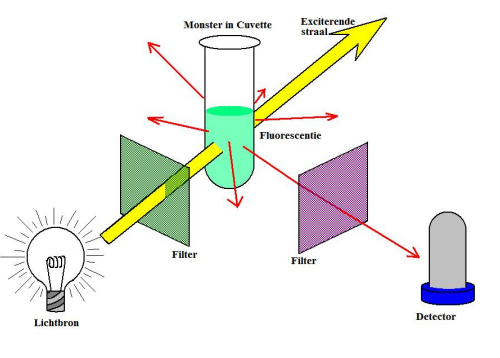 Monster in Cuvette
Exciterende
straal
Fluorescentie
Filter
Filter
Lichtbron
Detector